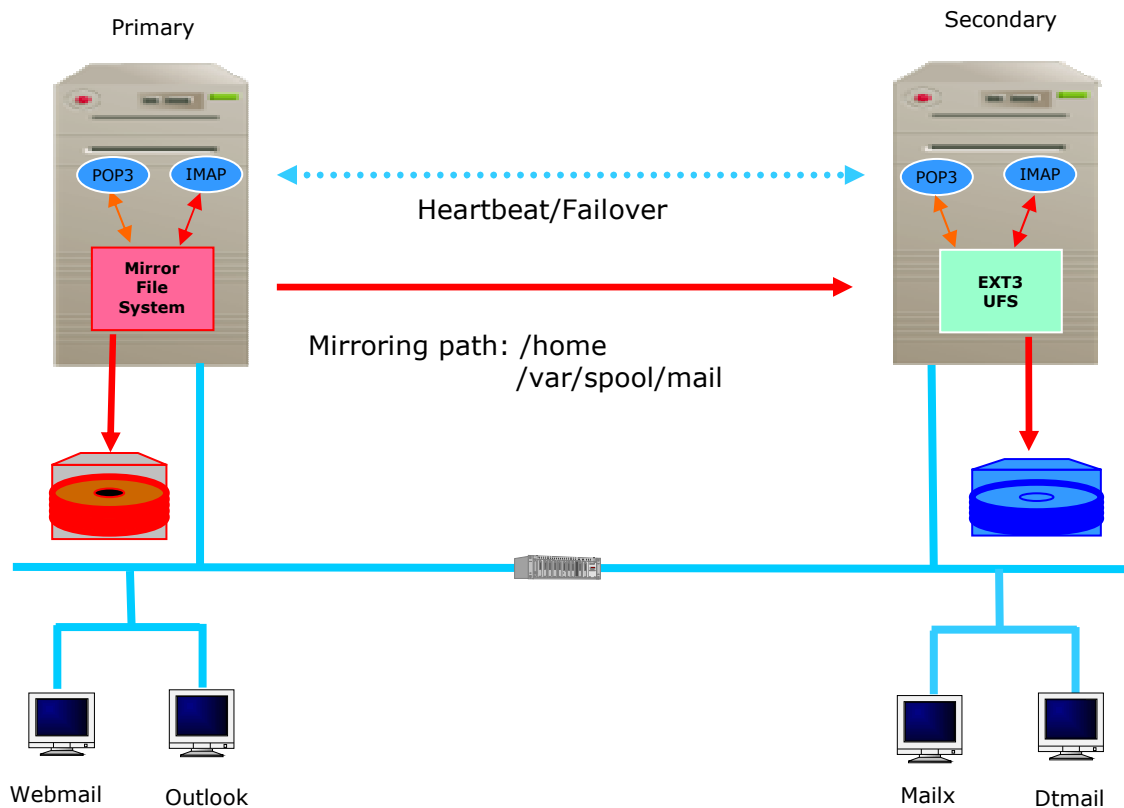 Primary
Secondary
POP3
IMAP
POP3
IMAP
Heartbeat/Failover
Mirror
File
System
EXT3
UFS
Mirroring path: /home
/var/spool/mail
Webmail
Outlook
Mailx
Dtmail